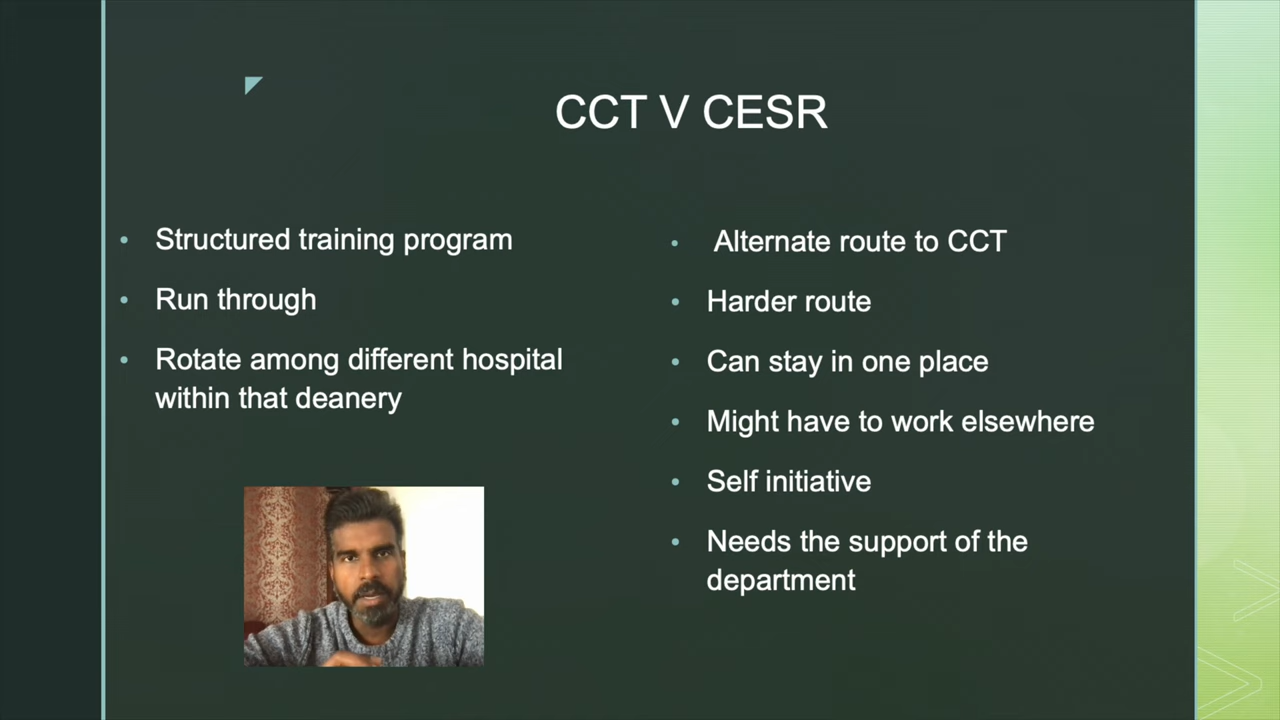 CCT V CESR
Structured training program
Run through
Rotate among different hospital
within that deanery
Alternate route to CCT
Harder route
Can stay in one place
Might have to work elsewhere
Self initiative
Needs the support of the
department